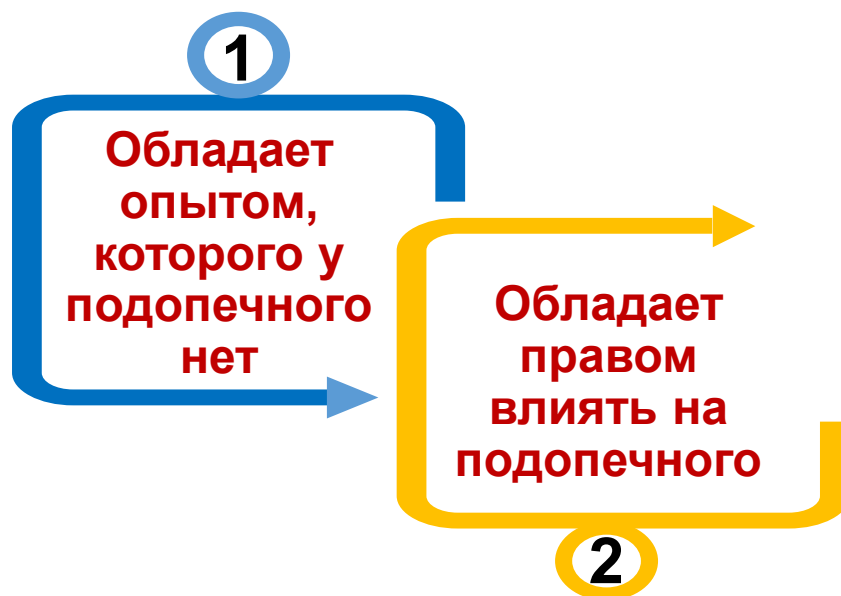 1
Обладает
опытом,
которого у
подопечного
нет
Обладает
правом
влиять на
подопечного
2